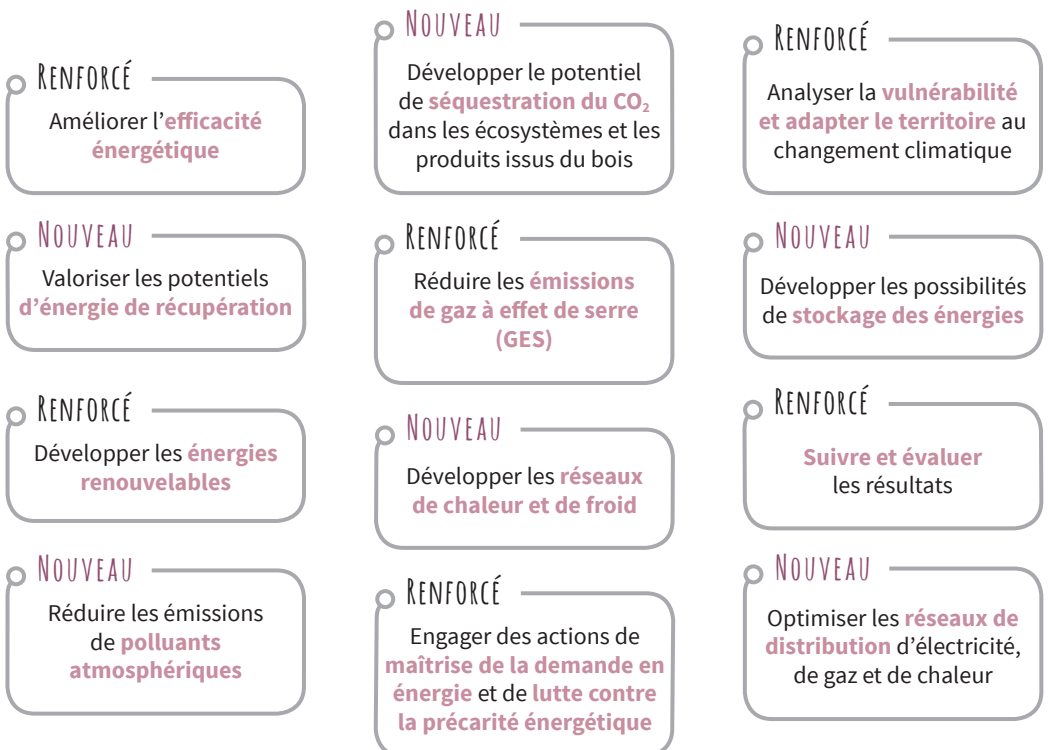 Renforcé
Améliorer l’efficacité
énergétique
Nouveau
Valoriser les potentiels
d’énergie de récupération
Renforcé
Développer les énergies
renouvelables
Nouveau
Réduire les émissions
de polluants
atmosphériques
Nouveau
Développer le potentiel
de séquestration du CO₂
dans les écosystèmes et les
produits issus du bois
Renforcé
Réduire les émissions
de gaz à effet de serre
(GES)
Nouveau
Développer les réseaux
de chaleur et de froid
Renforcé
Engager des actions de
maîtrise de la demande en
énergie et de lutte contre
la précarité énergétique
Renforcé
Analyser la vulnérabilité
et adapter le territoire au
changement climatique
Nouveau
Développer les possibilités
de stockage des énergies
Renforcé
Suivre et évaluer
les résultats
Nouveau
Optimiser les réseaux de
distribution d’électricité,
de gaz et de chaleur